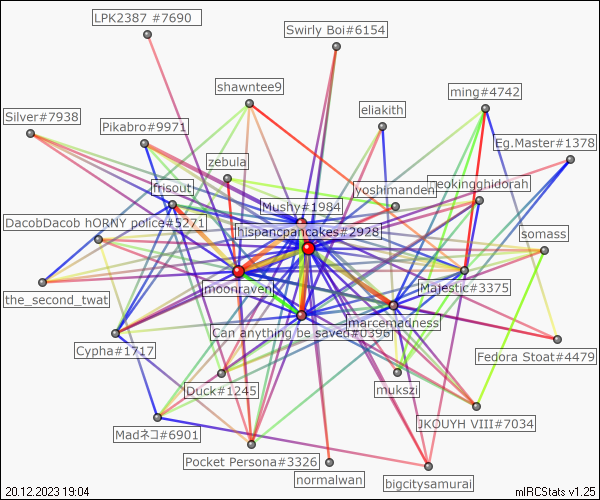 LPK2387 #7690
Swirly Boi#6154
shawntee9
ming#4742
eliakith
Silver#7938
Pikabro#9971
Eg.Master#1378
zebula
frisout
yoshimanden
neokingghidorah
Mushy#1984
DacobDacob hORNY police#5271
hispancpancakes#2928
somass
moonraven
Majestic#3375
the_second_twat
marcemadness
Can anything be saved#0396
Cypha#1717
Fedora Stoat#4479
Duck#1245
mukszi
JKOUYH VIII#7034
Madネコ#6901
Pocket Persona#3326
normalwan
bigcitysamurai
20.12.2023 19:04
mIRCStats v1.25